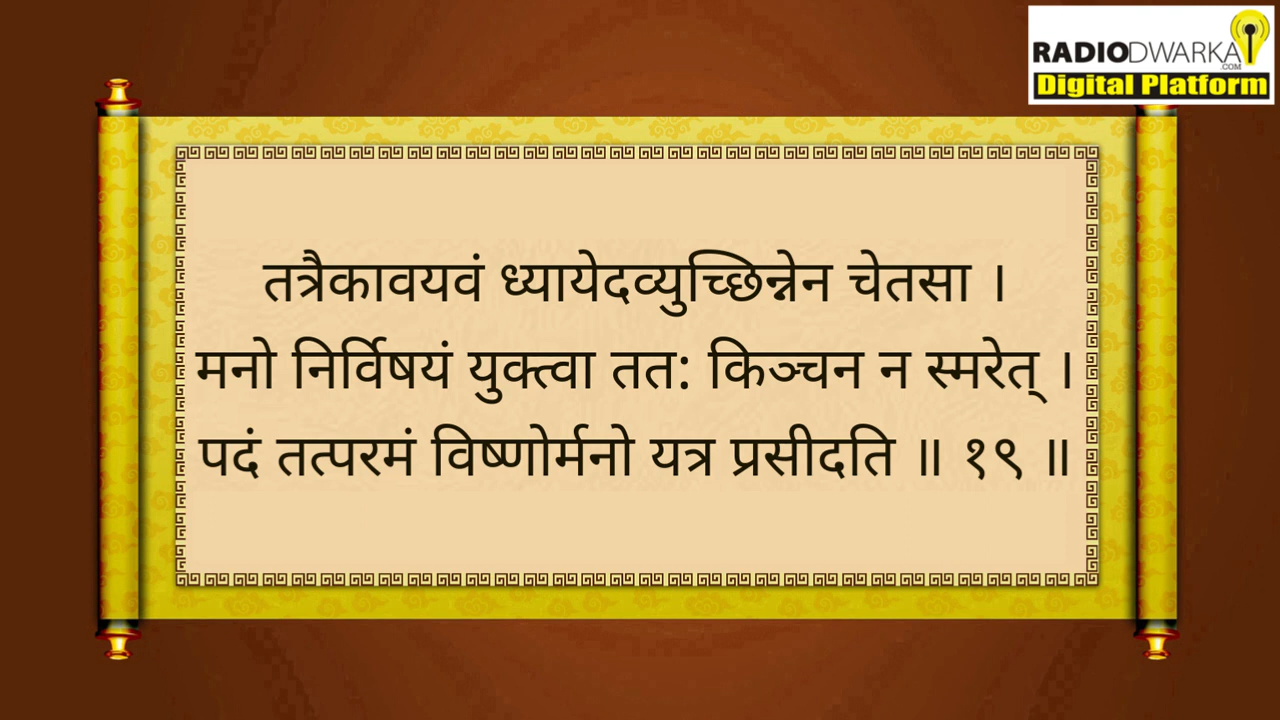 RADIODWARKA
.COM
Digital Platform
तत्रैकावयवं ध्यायेदव्युच्छिन्नेन चेतसा ।
मनो निर्विषयं युक्त्वा तत: किञ्चन न स्मरेत् ।
पदं तत्परमं विष्णोर्मनो यत्र प्रसीदति ॥ १९ ॥